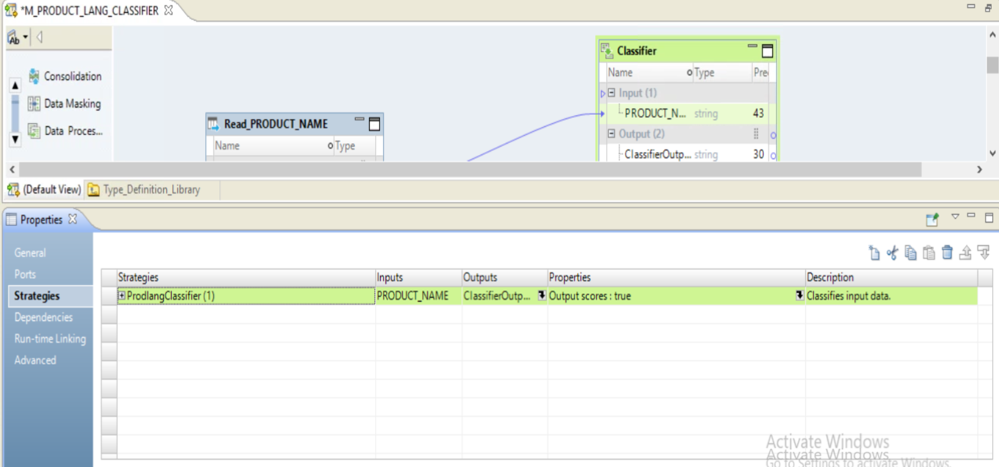 *M_PRODUCT_LANG_CLASSIFIER
Ab
Consolidation
Data Masking
Data Proces...
Read_PRODUCT_NAME
Name Type
Classifier
Name Type Pre
Input (1)
PRODUCT_N... string 43
Output (2)
ClassifierOutp... string 30
(Default View) Type_Definition_Library
Properties
General
Ports
Strategies
Dependencies
Run-time Linking
Advanced
Strategies Inputs Outputs Properties Description
ProdlangClassifier (1) PRODUCT_NAME ClassifierOutp... Output scores : true Classifies input data.
Activate Windows
Activate Windows
Go to Settings to activate Windows.